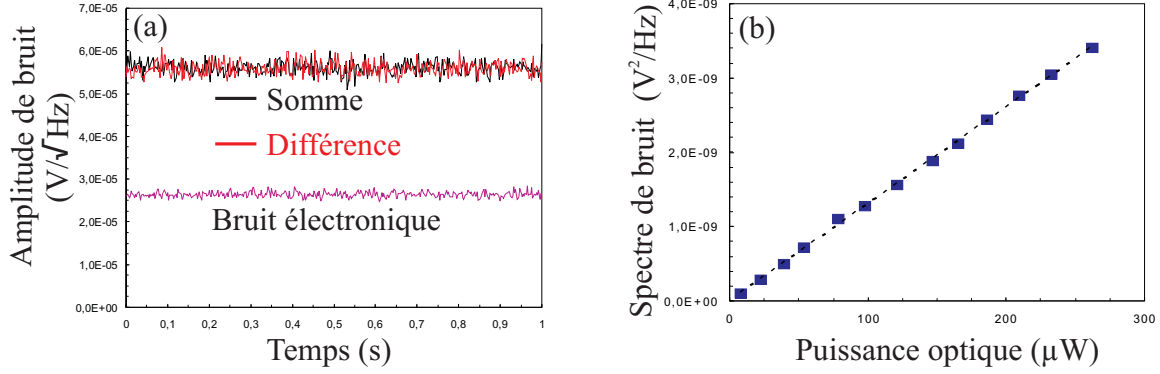 (a)
Amplitude de bruit
(V/√Hz)
7,0E-05
6,0E-05
5,0E-05
4,0E-05
3,0E-05
2,0E-05
1,0E-05
0,0E+00
Somme
Différence
Bruit électronique
0 0,1 0,2 0,3 0,4 0,5 0,6 0,7 0,8 0,9 1
Temps (s)
(b)
Spectre de bruit (V²/Hz)
4,0E-09
3,0E-09
2,0E-09
1,0E-09
0,0E+00
0 100 200 300
Puissance optique (µW)